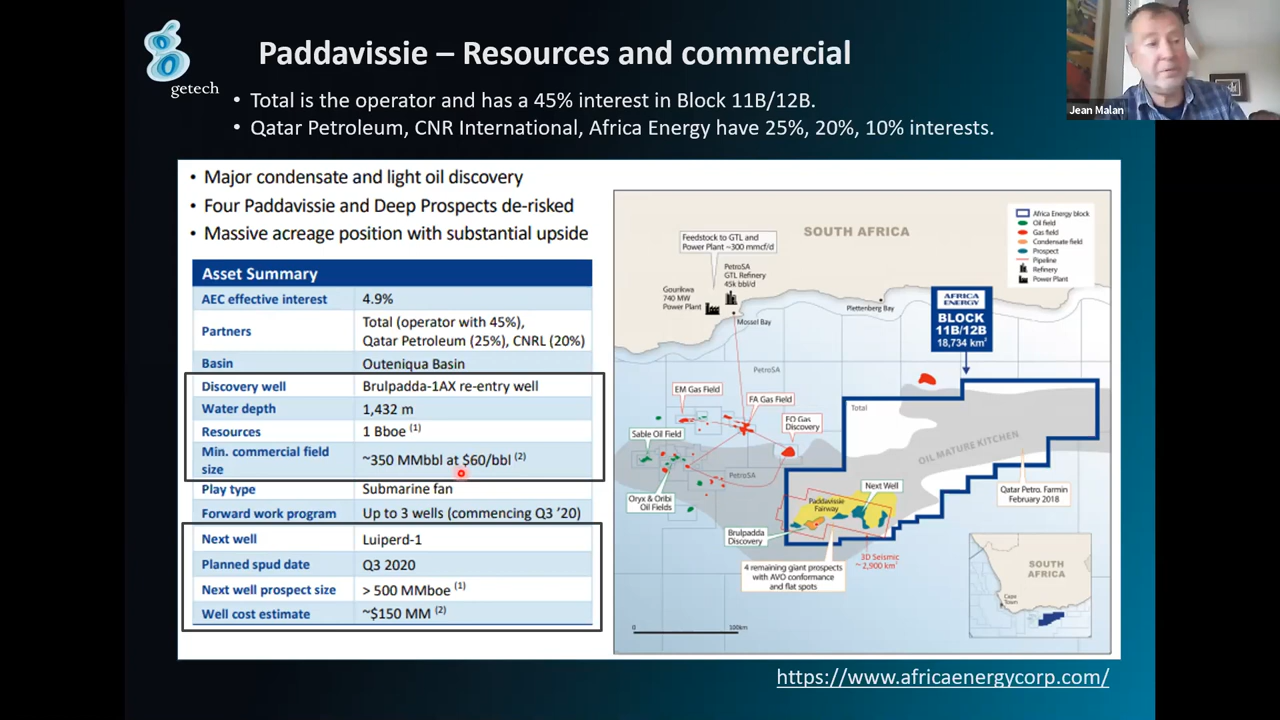 getech
Paddavissie – Resources and commercial
• Total is the operator and has a 45% interest in Block 11B/12B.
• Qatar Petroleum, CNR International, Africa Energy have 25%, 20%, 10% interests.
Jean Malan
• Major condensate and light oil discovery
• Four Paddavissie and Deep Prospects de-risked
• Massive acreage position with substantial upside
Asset Summary
AEC effective interest 4.9%
Partners Total (operator with 45%),
Qatar Petroleum (25%), CNRL (20%)
Basin Outeniqua Basin
Discovery well Brulpadda-1AX re-entry well
Water depth 1,432 m
Resources 1 Bboe (1)
Min. commercial field
size ~350 MMbbl at $60/bbl (2)
Play type Submarine fan
Forward work program Up to 3 wells (commencing Q3 '20)
Next well Luiperd-1
Planned spud date Q3 2020
Next well prospect size > 500 MMboe (1)
Well cost estimate ~$150 MM (2)
SOUTH AFRICA
Feedstock to GTL and
Power Plant ~300 mmcf/d
PetroSA
GTL Refinery
45k bbl/d
Gourikwa
740 MW
Power Plant
Mossel Bay
Plettenberg Bay
Africa Energy block
Oil field
Gas field
Condensate field
Prospect
Pipeline
Refinery
Power Plant
AFRICA
ENERGY
BLOCK
11B/12B
18,734 km²
PetroSA
EM Gas Field
FA Gas Field
FO Gas
Discovery
Total
Sable Oil Field
PetroSA
OIL MATURE KITCHEN
Oryx & Oribi
Oil Fields
Next Well
Paddavissie
Fairway
Qatar Petro. Farmin
February 2018
Brulpadda
Discovery
3D Seismic
~2,900 km²
4 remaining giant prospects
with AVO conformance
and flat spots
SOUTH
AFRICA
Cape
Town
0 100km
https://www.africaenergycorp.com/